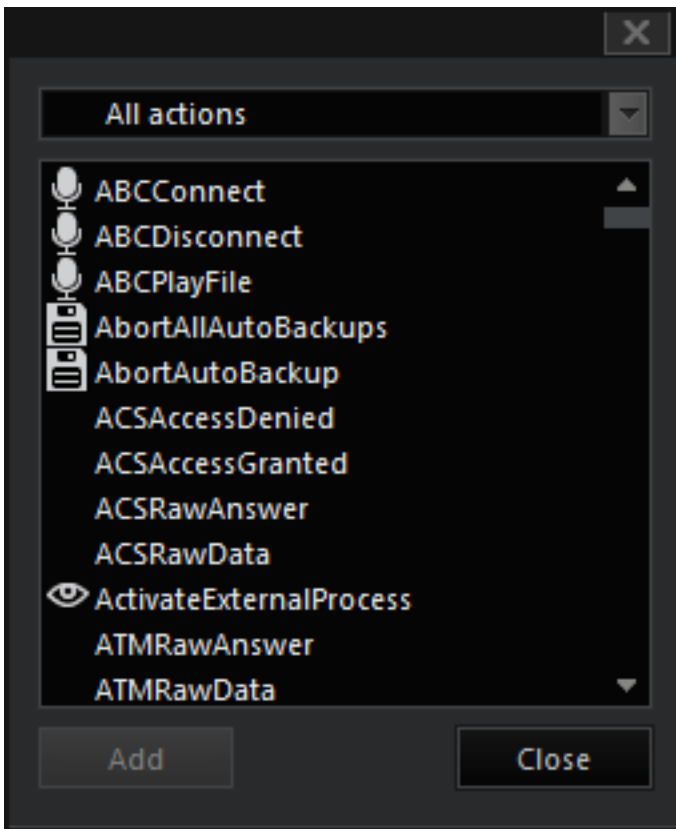 All actions
ABCConnect
ABCDisconnect
ABCPlayFile
AbortAllAutoBackups
AbortAutoBackup
ACSAccessDenied
ACSAccessGranted
ACSRawAnswer
ACSRawData
ActivateExternalProcess
ATMRawAnswer
ATMRawData
Add Close